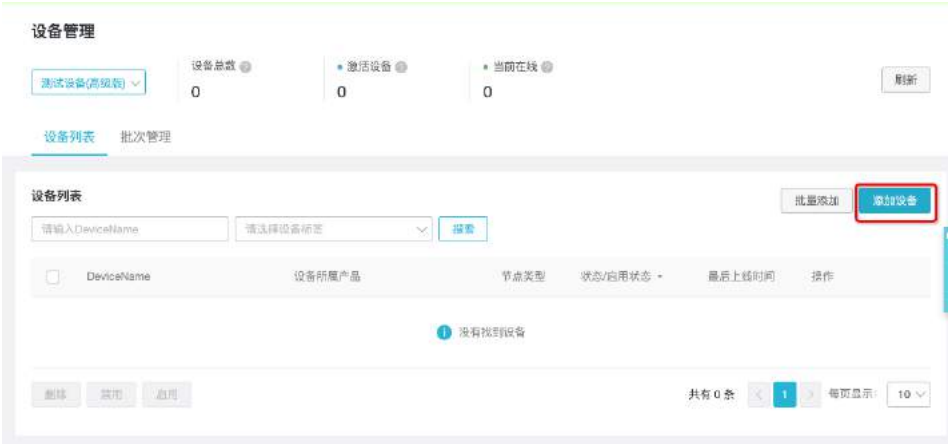 设备管理
测试设备(高级版)
设备总数 激活设备 当前在线
0 0 0
刷新
设备列表 批次管理
设备列表
批量添加 添加设备
请输入DeviceName 请选择设备标签 搜索
DeviceName 设备所属产品 节点类型 状态/启用状态 最后上线时间 操作
没有找到设备
删除 禁用 启用 共有 0 条 1 每页显示: 10